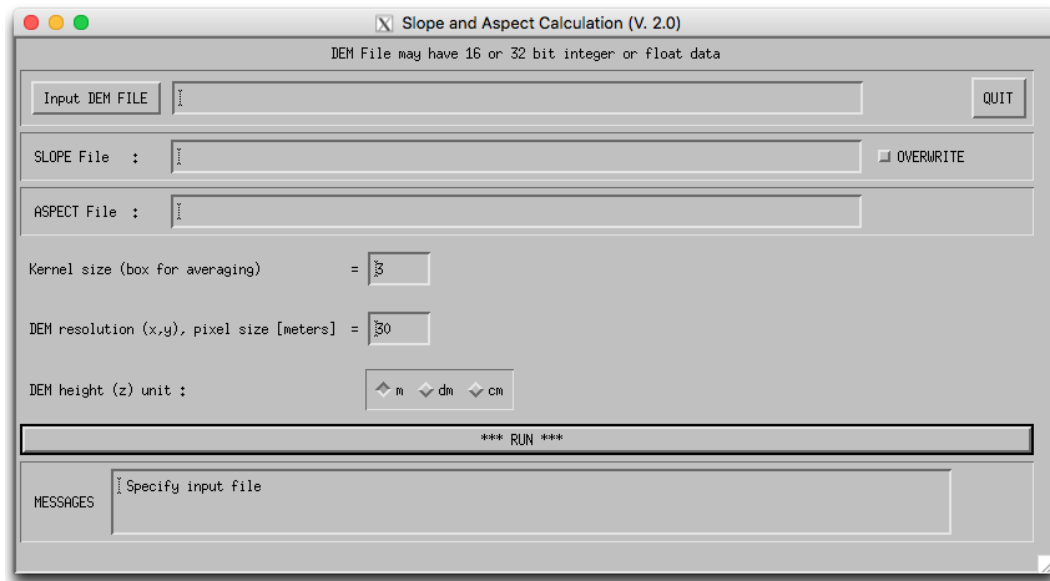 Slope and Aspect Calculation (V. 2.0)
DEM File may have 16 or 32 bit integer or float data
Input DEM FILE QUIT
SLOPE File : OVERWRITE
ASPECT File :
Kernel size (box for averaging) = 3
DEM resolution (x,y), pixel size [meters] = 30
DEM height (z) unit : m dm cm
*** RUN ***
MESSAGES Specify input file